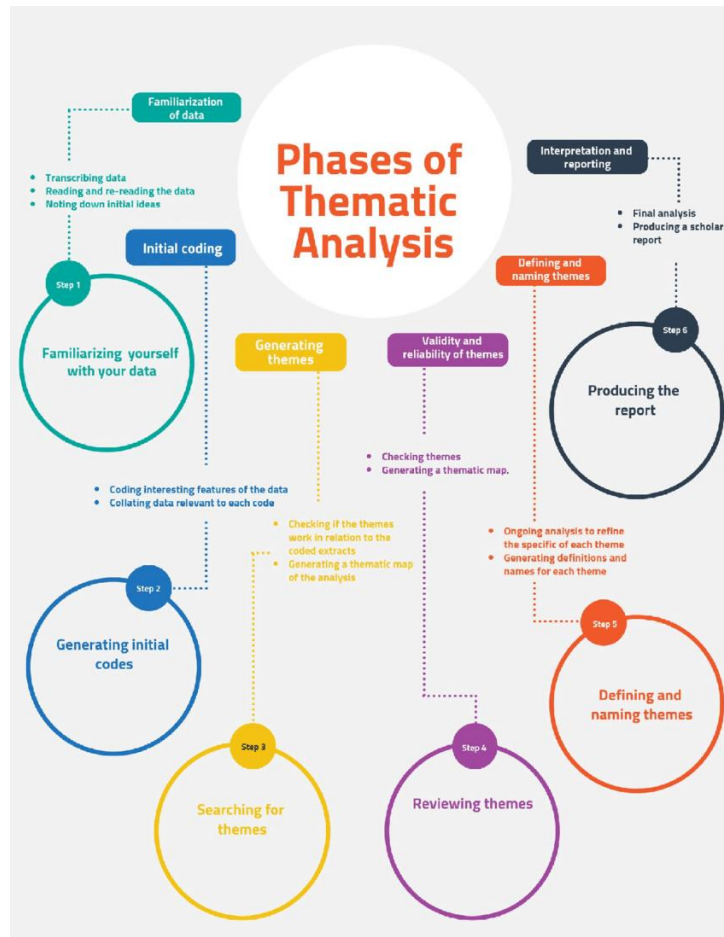 Phases of
Thematic
Analysis
Familiarization
of data
• Transcribing data
• Reading and re-reading the data
• Noting down initial ideas
Step 1
Familiarizing yourself
with your data
Initial coding
• Coding interesting features of the data
• Collating data relevant to each code
Step 2
Generating initial
codes
Generating
themes
• Checking if the themes
work in relation to the
coded extracts
• Generating a thematic map
of the analysis
Step 3
Searching for
themes
Validity and
reliability of themes
• Checking themes
• Generating a thematic map.
Step 4
Reviewing themes
Defining and
naming themes
• Ongoing analysis to refine
the specific of each theme
• Generating definitions and
names for each theme
Step 5
Defining and
naming themes
Interpretation and
reporting
• Final analysis
• Producing a scholar
report
Step 6
Producing the
report